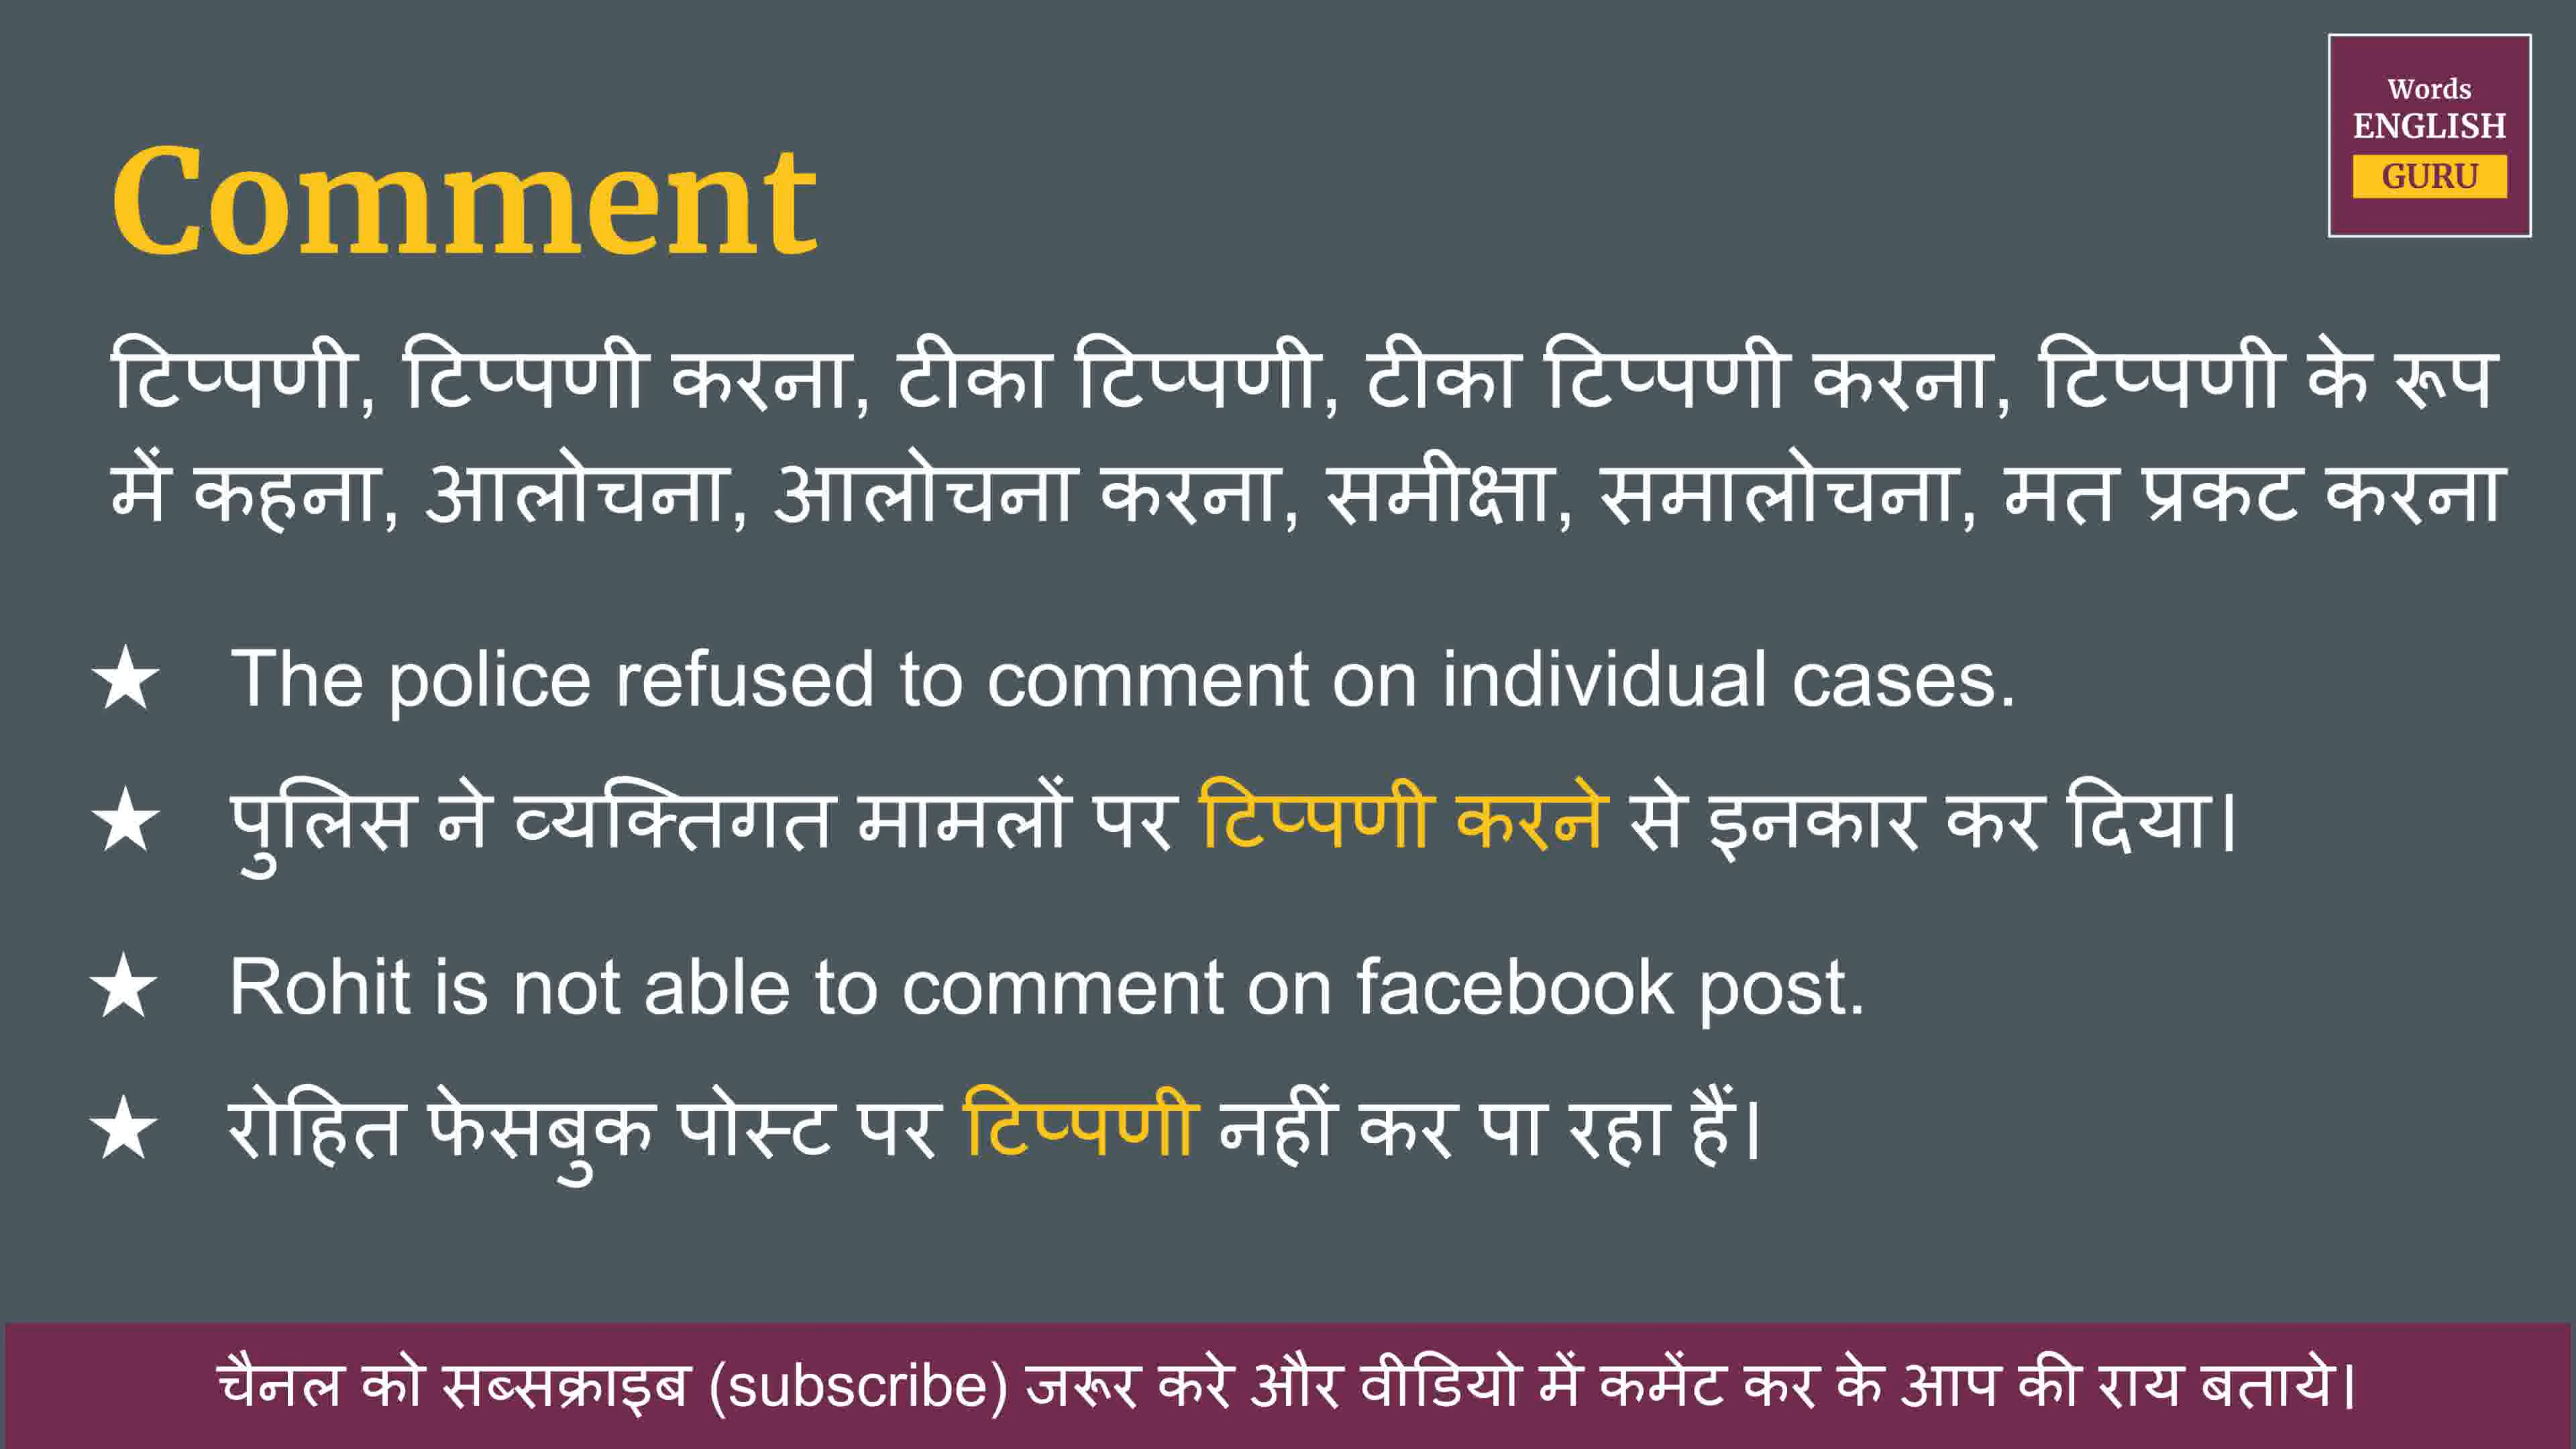 Words
ENGLISH
GURU
Comment
टिप्पणी, टिप्पणी करना, टीका टिप्पणी, टीका टिप्पणी करना, टिप्पणी के रूप
में कहना, आलोचना, आलोचना करना, समीक्षा, समालोचना, मत प्रकट करना
★ The police refused to comment on individual cases.
★ पुलिस ने व्यक्तिगत मामलों पर टिप्पणी करने से इनकार कर दिया।
★ Rohit is not able to comment on facebook post.
★ रोहित फेसबुक पोस्ट पर टिप्पणी नहीं कर पा रहा हैं।
चैनल को सब्सक्राइब (subscribe) जरूर करे और वीडियो में कमेंट कर के आप की राय बताये।